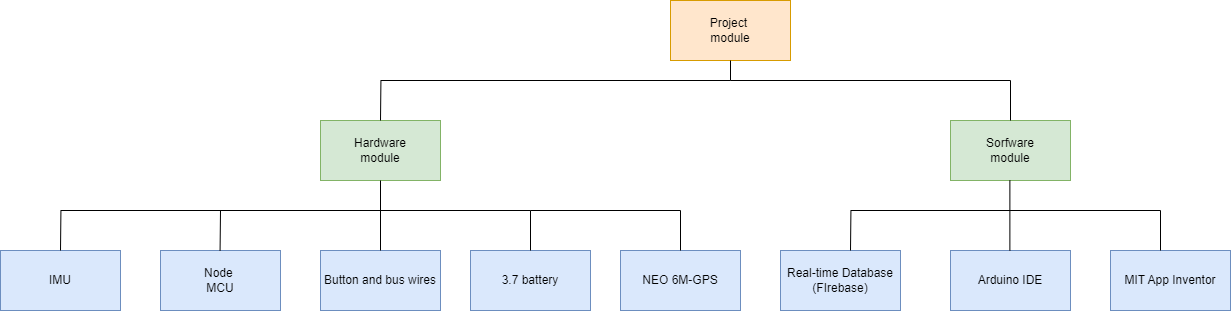 Project
module
Hardware
module
Sorfware
module
IMU
Node
MCU
Button and bus wires
3.7 battery
NEO 6M-GPS
Real-time Database
(FIrebase)
Arduino IDE
MIT App Inventor